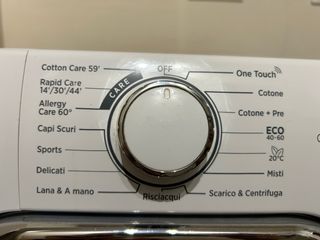 Cotton Care 59'
OFF
One Touch
Rapid Care
14'/30'/44'
CARE
Cotone
Allergy
Care 60°
Cotone + Pre
Capi Scuri
ECO
40-60
Sports
20°C
Delicati
Misti
Lana & A mano
Risciacqui
Scarico & Centrifuga